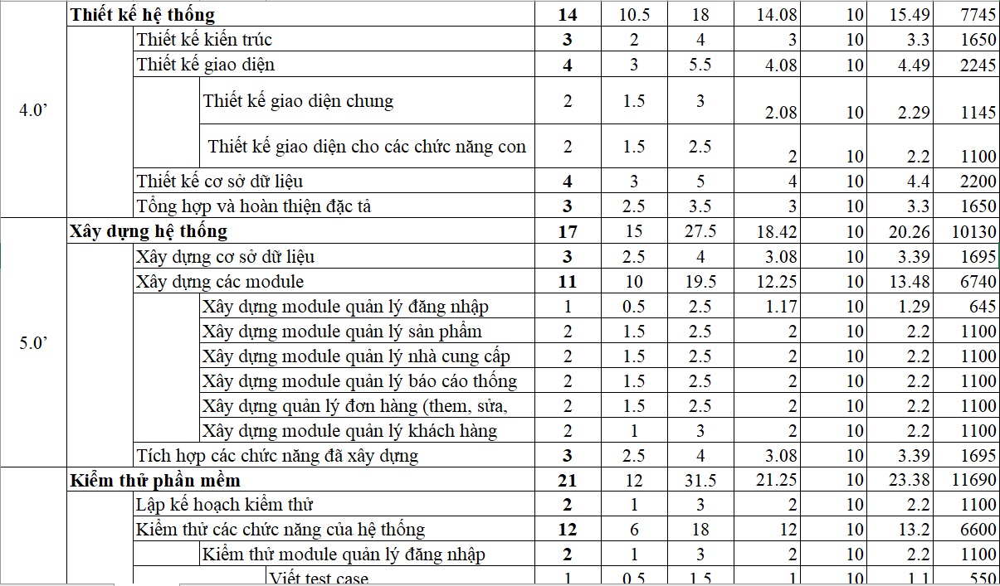 Thiết kế hệ thống 14 10.5 18 14.08 10 15.49 7745
Thiết kế kiến trúc 3 2 4 3 10 3.3 1650
Thiết kế giao diện 4 3 5.5 4.08 10 4.49 2245
4.0’
Thiết kế giao diện chung 2 1.5 3 2.08 10 2.29 1145
Thiết kế giao diện cho các chức năng con 2 1.5 2.5 2 10 2.2 1100
Thiết kế cơ sở dữ liệu 4 3 5 4 10 4.4 2200
Tổng hợp và hoàn thiện đặc tả 3 2.5 3.5 3 10 3.3 1650
Xây dựng hệ thống 17 15 27.5 18.42 10 20.26 10130
Xây dựng cơ sở dữ liệu 3 2.5 4 3.08 10 3.39 1695
Xây dựng các module 11 10 19.5 12.25 10 13.48 6740
Xây dựng module quản lý đăng nhập 1 0.5 2.5 1.17 10 1.29 645
Xây dựng module quản lý sản phẩm 2 1.5 2.5 2 10 2.2 1100
5.0’
Xây dựng module quản lý nhà cung cấp 2 1.5 2.5 2 10 2.2 1100
Xây dựng module quản lý báo cáo thống 2 1.5 2.5 2 10 2.2 1100
Xây dựng quản lý đơn hàng (them, sửa, 2 1.5 2.5 2 10 2.2 1100
Xây dựng module quản lý khách hàng 2 1 3 2 10 2.2 1100
Tích hợp các chức năng đã xây dựng 3 2.5 4 3.08 10 3.39 1695
Kiểm thử phần mềm 21 12 31.5 21.25 10 23.38 11690
Lập kế hoạch kiểm thử 2 1 3 2 10 2.2 1100
Kiểm thử các chức năng của hệ thống 12 6 18 12 10 13.2 6600
Kiểm thử module quản lý đăng nhập 2 1 3 2 10 2.2 1100
Viết test case 1 0.5 1.5 1 10 1.1 550